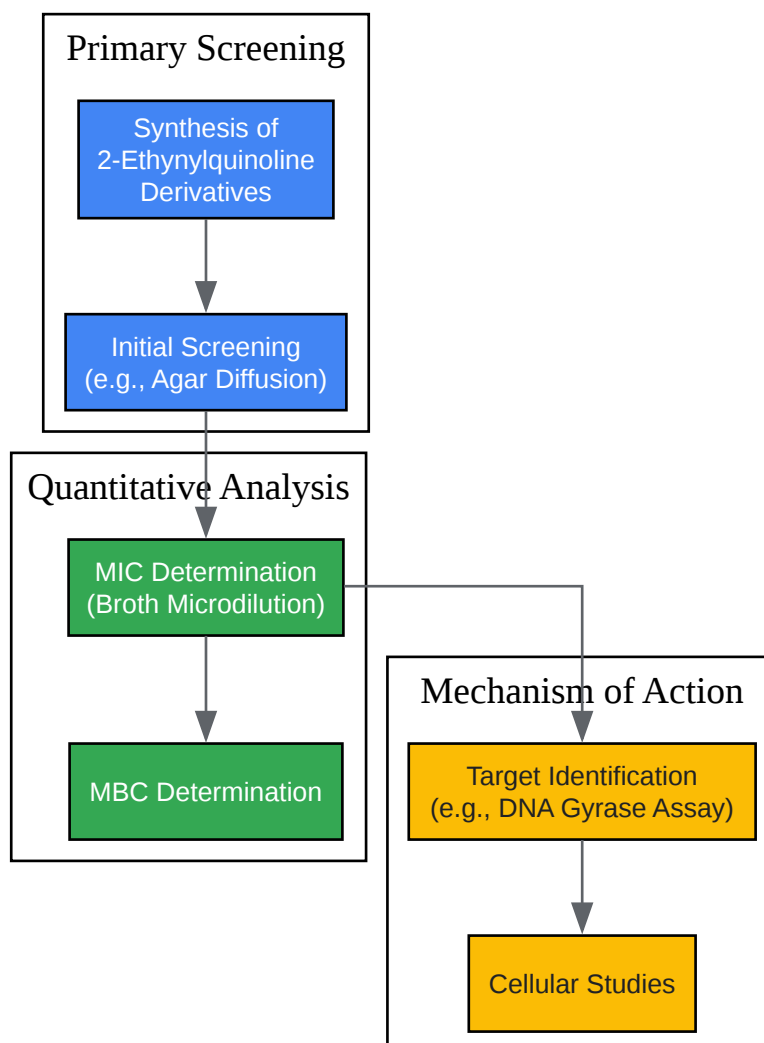 Primary Screening
Synthesis of
2-Ethynylquinoline
Derivatives
Initial Screening
(e.g., Agar Diffusion)
Quantitative Analysis
MIC Determination
(Broth Microdilution)
MBC Determination
Mechanism of Action
Target Identification
(e.g., DNA Gyrase Assay)
Cellular Studies